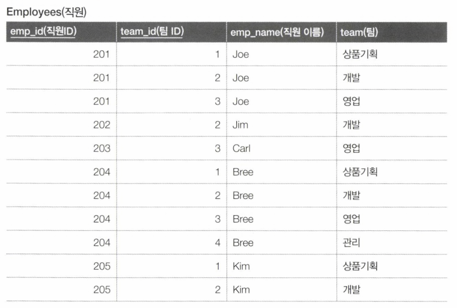 Employees(직원)
emp_id(직원ID) team_id(팀 ID) emp_name(직원 이름) team(팀)
201 1 Joe 상품기획
201 2 Joe 개발
201 3 Joe 영업
202 2 Jim 개발
203 3 Carl 영업
204 1 Bree 상품기획
204 2 Bree 개발
204 3 Bree 영업
204 4 Bree 관리
205 1 Kim 상품기획
205 2 Kim 개발